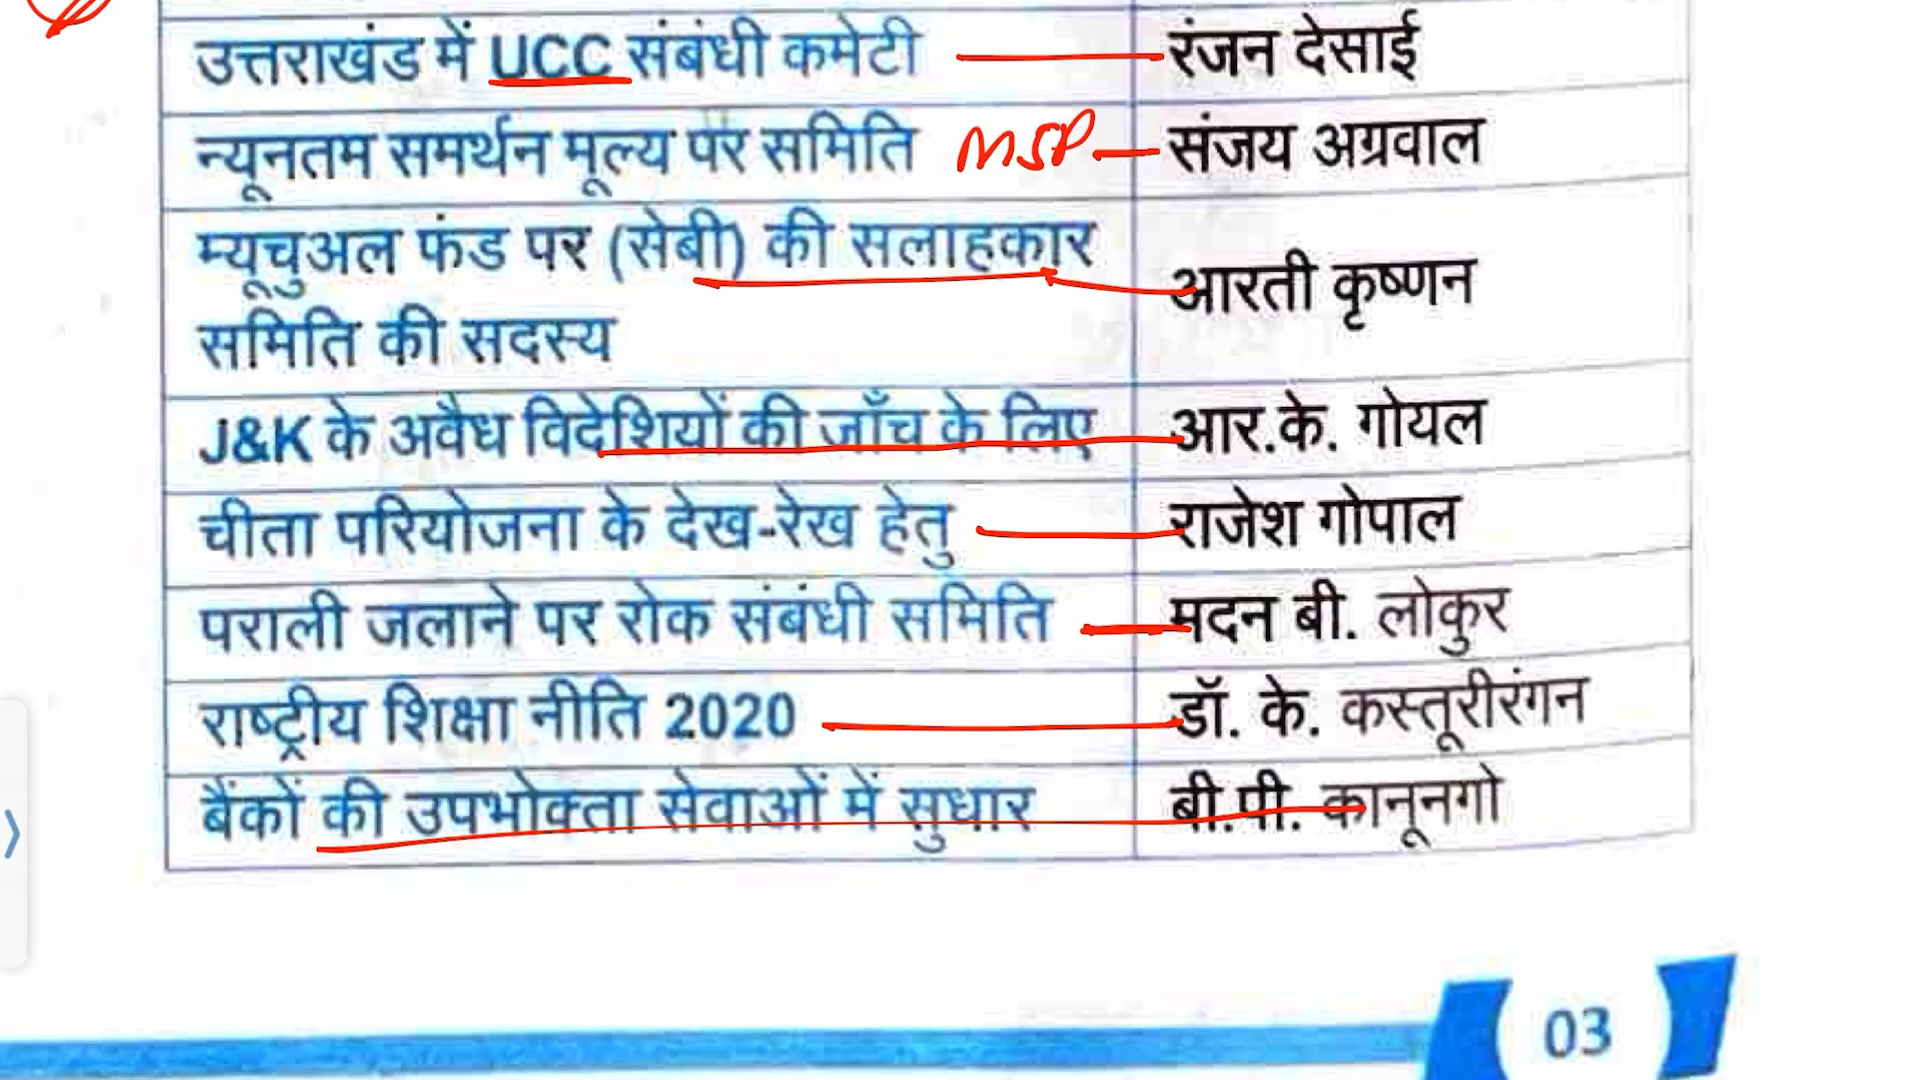 उत्तराखंड में UCC संबंधी कमेटी रंजन देसाई
न्यूनतम समर्थन मूल्य पर समिति MSP संजय अग्रवाल
म्यूचुअल फंड पर (सेबी) की सलाहकार
समिति की सदस्य आरती कृष्णन
J&K के अवैध विदेशियों की जाँच के लिए आर.के. गोयल
चीता परियोजना के देख-रेख हेतु राजेश गोपाल
पराली जलाने पर रोक संबंधी समिति मदन बी. लोकुर
राष्ट्रीय शिक्षा नीति 2020 डॉ. के. कस्तूरीरंगन
बैंकों की उपभोक्ता सेवाओं में सुधार बी.पी. कानूनगो
03